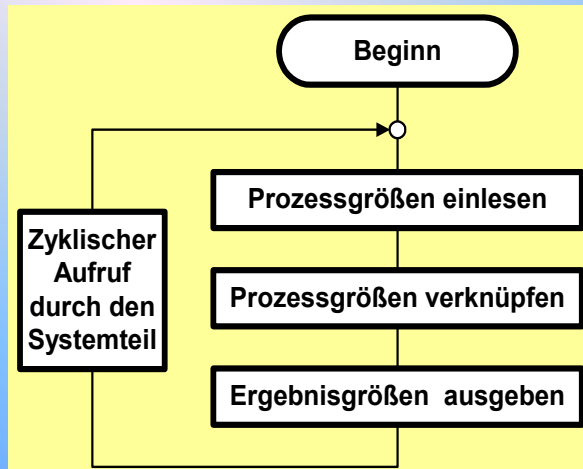 Beginn
Prozessgrößen einlesen
Zyklischer
Aufruf
durch den
Systemteil
Prozessgrößen verknüpfen
Ergebnisgrößen ausgeben